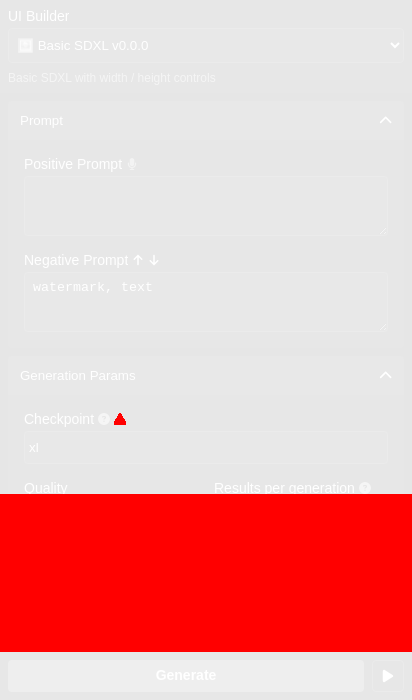 UI Builder
Basic SDXL v0.0.0
Basic SDXL with width / height controls
Prompt
Positive Prompt
Negative Prompt
watermark, text
Generation Params
Checkpoint
xl
Quality
Results per generation
Generate